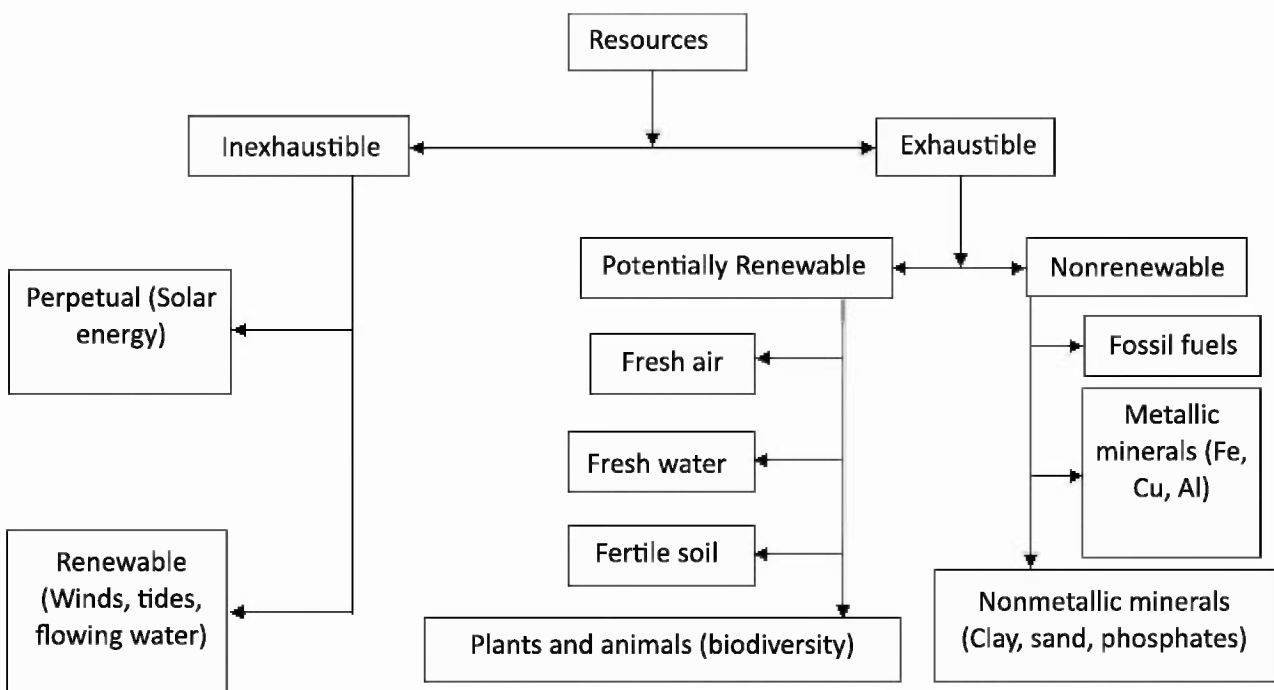 Resources
Inexhaustible
Exhaustible
Potentially Renewable
Nonrenewable
Perpetual (Solar
energy)
Fresh air
Fossil fuels
Metallic
minerals (Fe,
Cu, Al)
Fresh water
Fertile soil
Renewable
(Winds, tides,
flowing water)
Plants and animals (biodiversity)
Nonmetallic minerals
(Clay, sand, phosphates)